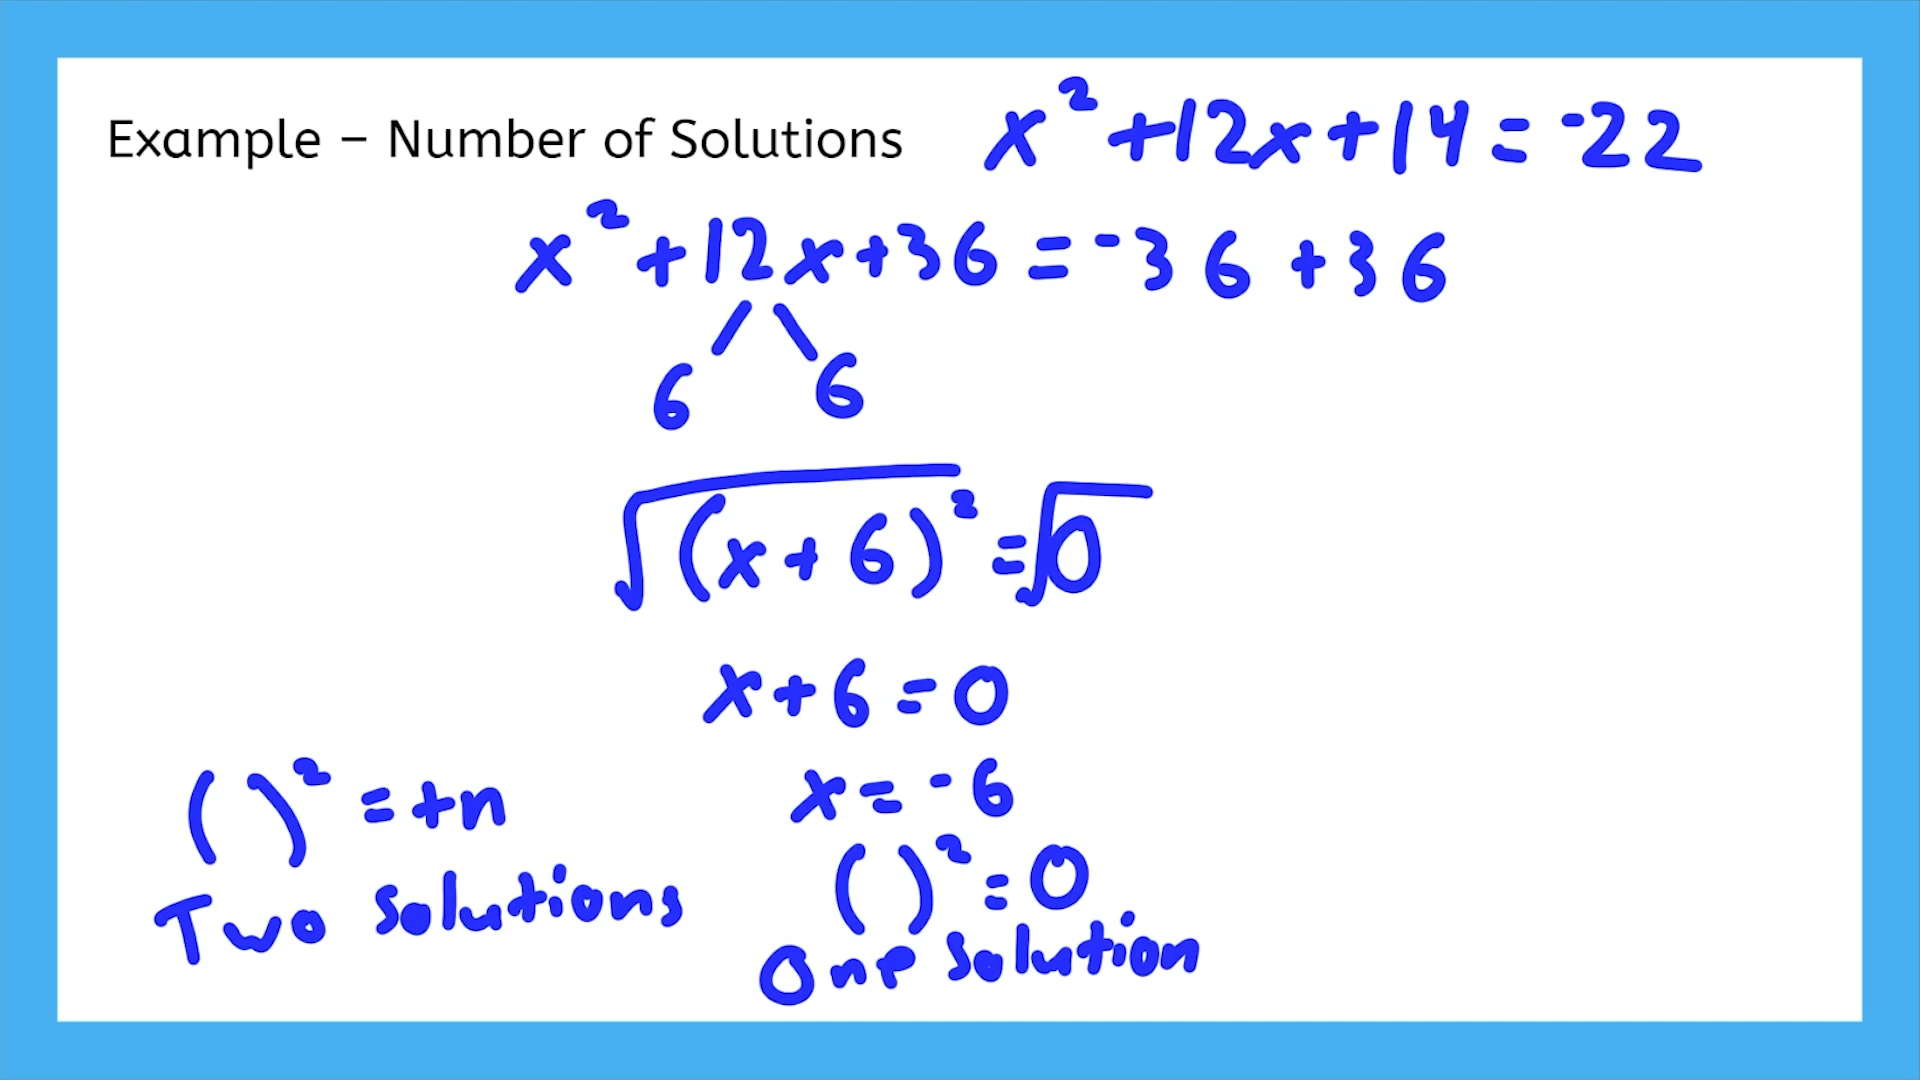 Example – Number of Solutions
x² +12x+14 = -22
x² +12x+36 = -36 +36
6 6
√(x+6)² = √0
x+6=0
x = -6
( )² = +n
Two solutions
( )² = 0
One solution